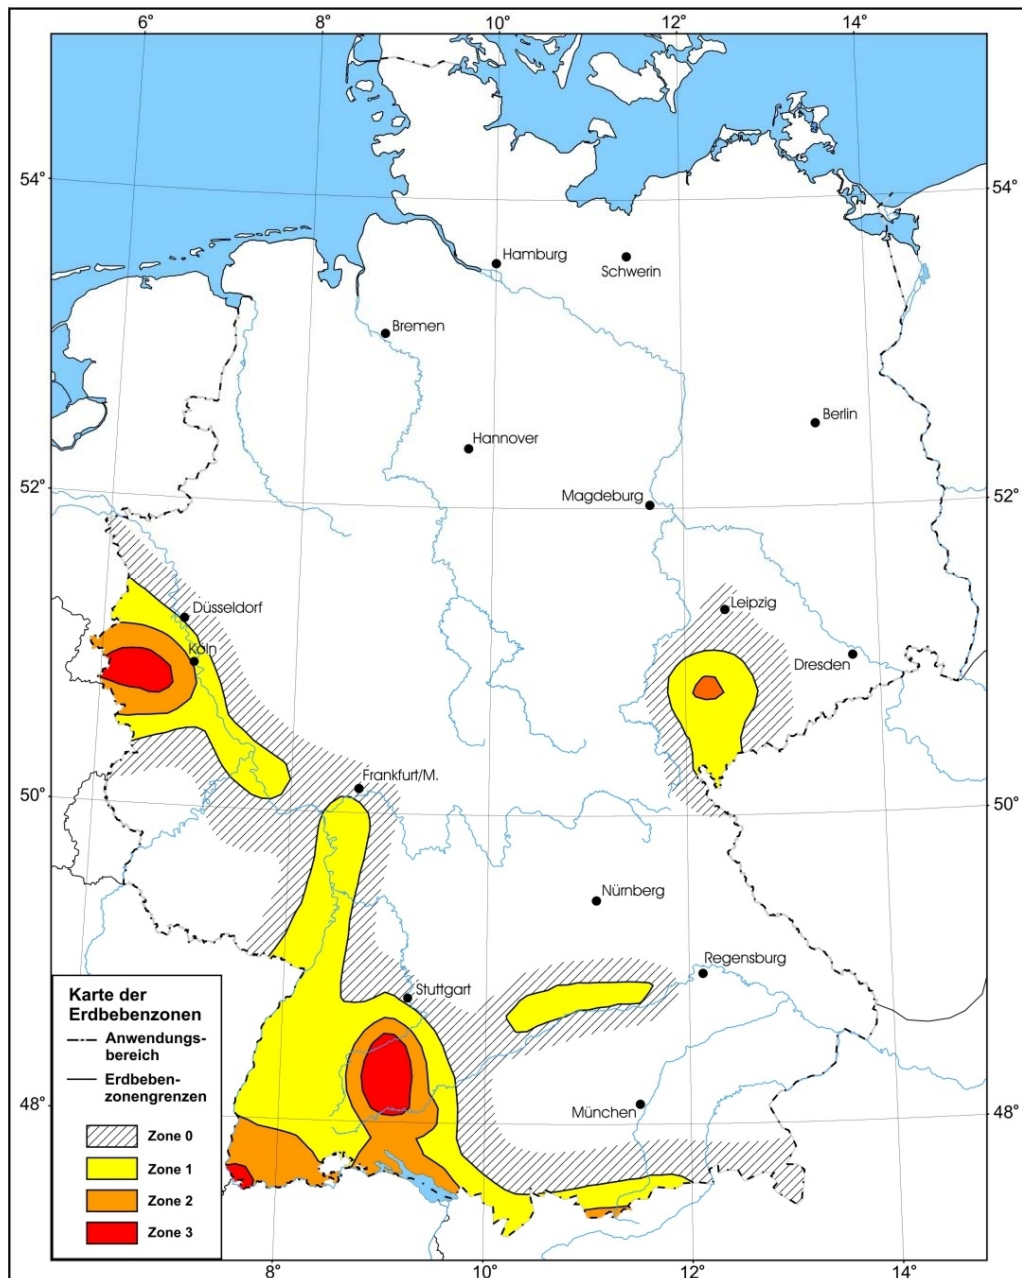 6°
8°
10°
12°
14°
54°
54°
Hamburg
Schwerin
Bremen
Berlin
Hannover
52°
52°
Magdeburg
Düsseldorf
Leipzig
Köln
Dresden
50°
Frankfurt/M.
50°
Nürnberg
Regensburg
Stuttgart
48°
München
48°
Karte der
Erdbebenzonen
Anwendungs-
bereich
Erdbeben-
zonengrenzen
Zone 0
Zone 1
Zone 2
Zone 3
8°
10°
12°
14°